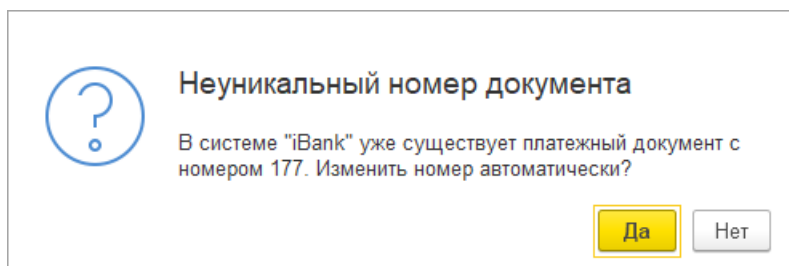 Неуникальный номер документа
В системе "iBank" уже существует платежный документ с
номером 177. Изменить номер автоматически?
Да
Нет